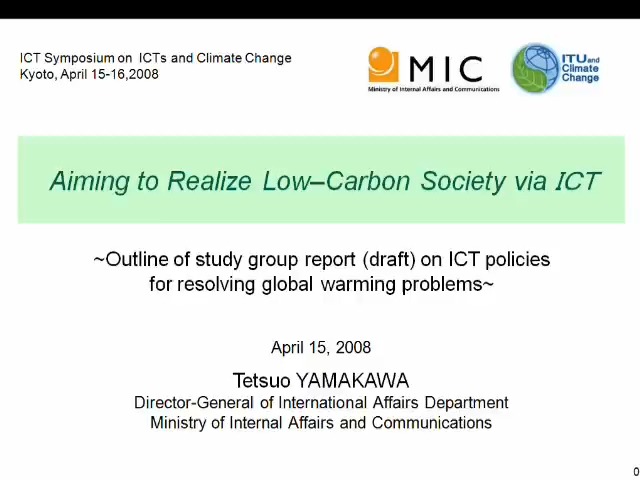 ICT Symposium on ICTs and Climate Change
Kyoto, April 15-16,2008
MIC
Ministry of Internal Affairs and Communications
ITU and
Climate
Change
Aiming to Realize Low–Carbon Society via ICT
~Outline of study group report (draft) on ICT policies
for resolving global warming problems~
April 15, 2008
Tetsuo YAMAKAWA
Director-General of International Affairs Department
Ministry of Internal Affairs and Communications
0